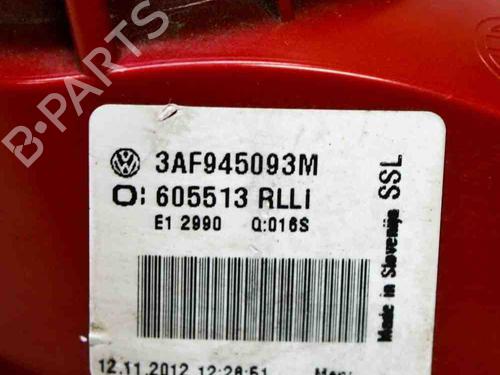 B-PARTS
3AF945093M
605513 RLLI
E1 2990 Q:016S
12.11.2012 12:28:51
Made in Slovenija SSL